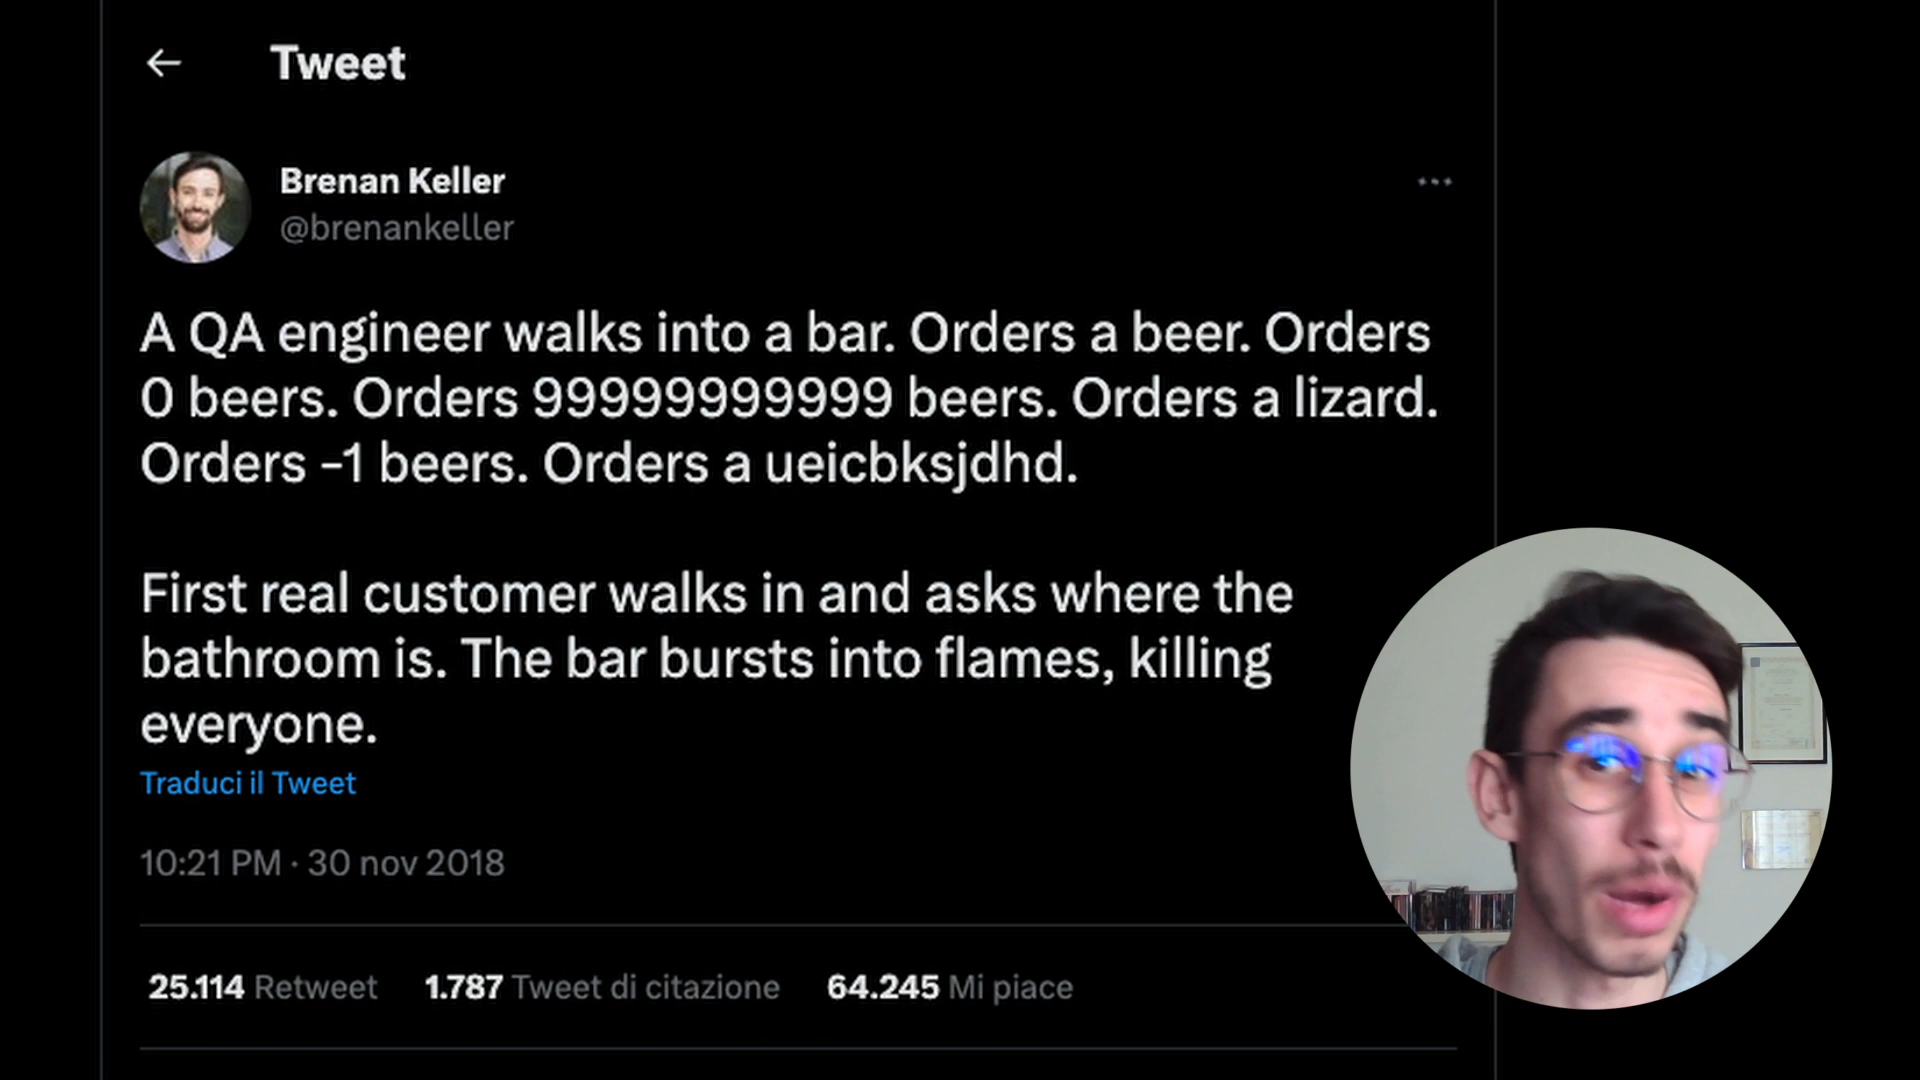 Tweet
Brenan Keller
@brenankeller
A QA engineer walks into a bar. Orders a beer. Orders
0 beers. Orders 99999999999 beers. Orders a lizard.
Orders -1 beers. Orders a ueicbksjdhd.
First real customer walks in and asks where the
bathroom is. The bar bursts into flames, killing
everyone.
Traduci il Tweet
10:21 PM · 30 nov 2018
25.114 Retweet 1.787 Tweet di citazione 64.245 Mi piace